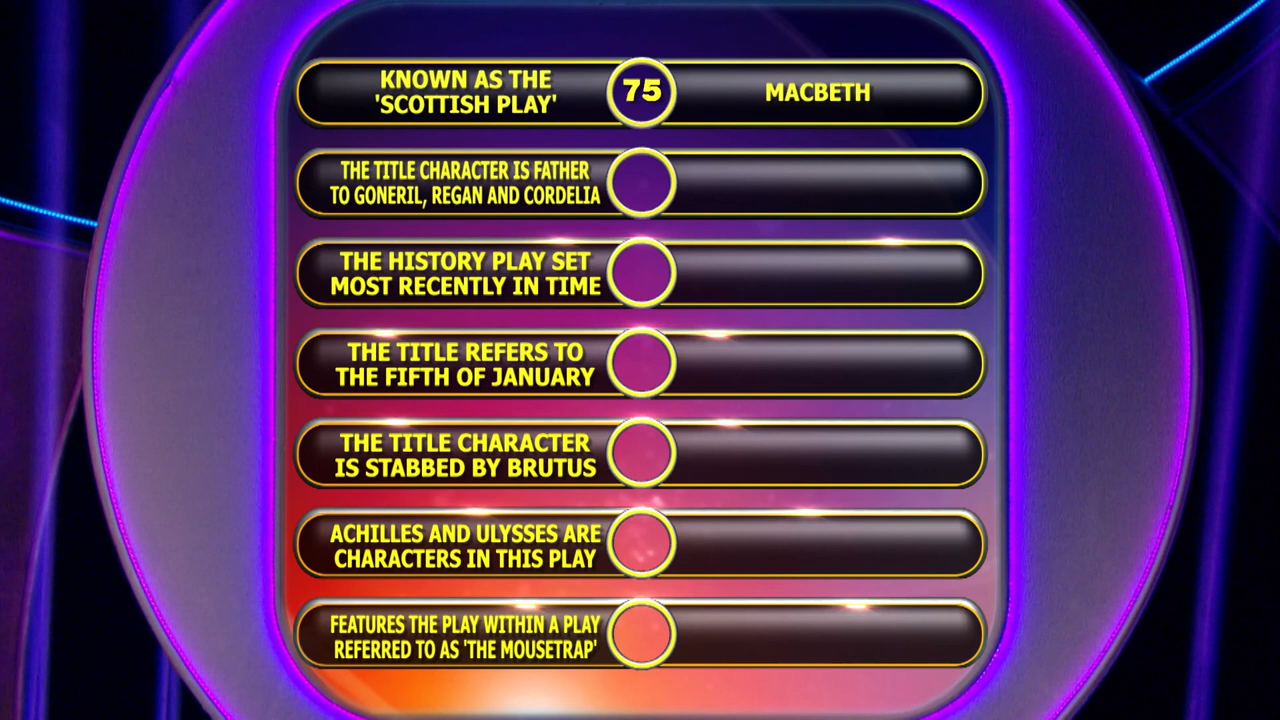 KNOWN AS THE
'SCOTTISH PLAY'
75
MACBETH
THE TITLE CHARACTER IS FATHER
TO GONERIL, REGAN AND CORDELIA
THE HISTORY PLAY SET
MOST RECENTLY IN TIME
THE TITLE REFERS TO
THE FIFTH OF JANUARY
THE TITLE CHARACTER
IS STABBED BY BRUTUS
ACHILLES AND ULYSSES ARE
CHARACTERS IN THIS PLAY
FEATURES THE PLAY WITHIN A PLAY
REFERRED TO AS 'THE MOUSETRAP'